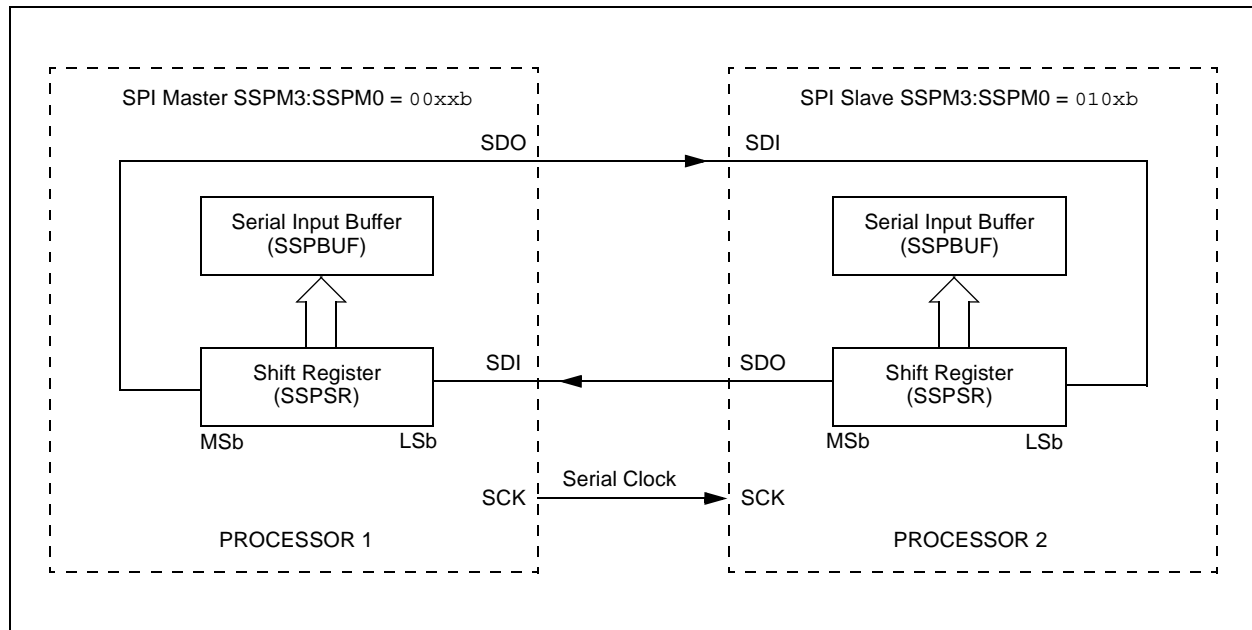 SPI Master SSPM3:SSPM0 = 00xxb
SPI Slave SSPM3:SSPM0 = 010xb
SDO
SDI
Serial Input Buffer
(SSPBUF)
Serial Input Buffer
(SSPBUF)
Shift Register
(SSPSR)
SDI
SDO
Shift Register
(SSPSR)
MSb
LSb
MSb
LSb
SCK
Serial Clock
SCK
PROCESSOR 1
PROCESSOR 2